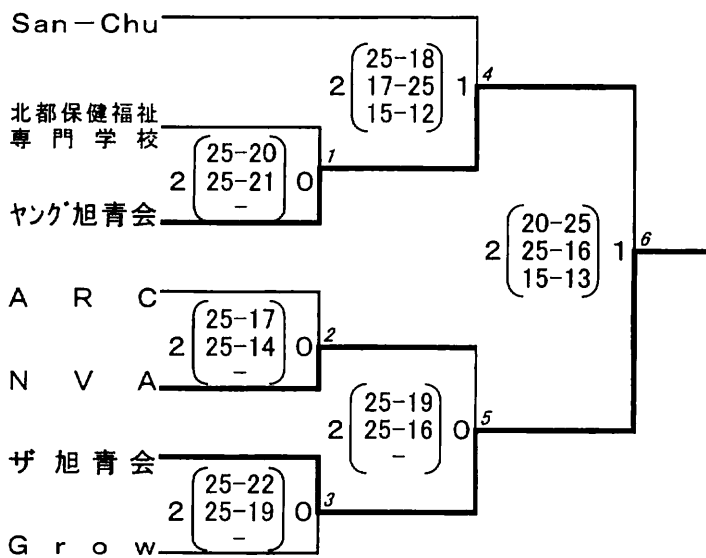 San－Chu
2 25-18 1 4
17-25
15-12
北都保健福祉
専門学校
2 25-20 0 1
25-21
-
ヤング旭青会
2 20-25 1 6
25-16
15-13
A R C
2 25-17 0 2
25-14
-
N V A
2 25-19 0 5
25-16
-
ザ旭青会
2 25-22 0 3
25-19
-
Grow